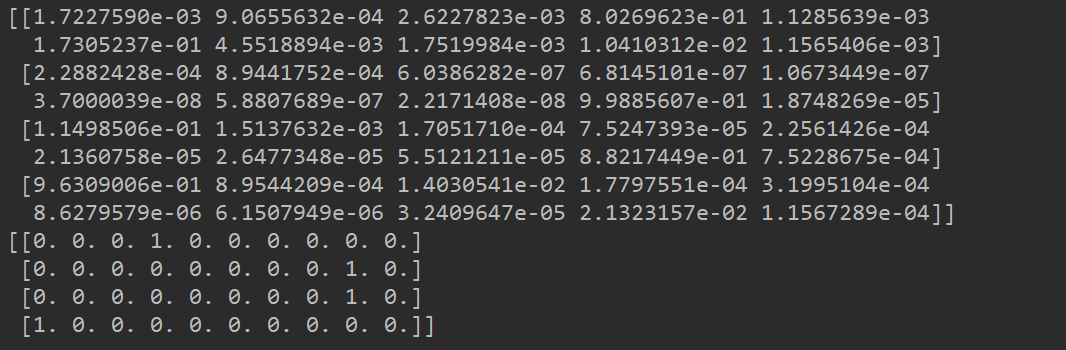 [[1.7227590e-03 9.0655632e-04 2.6227823e-03 8.0269623e-01 1.1285639e-03
  1.7305237e-01 4.5518894e-03 1.7519984e-03 1.0410312e-02 1.1565406e-03]
 [2.2882428e-04 8.9441752e-04 6.0386282e-07 6.8145101e-07 1.0673449e-07
  3.7000039e-08 5.8807689e-07 2.2171408e-08 9.9885607e-01 1.8748269e-05]
 [1.1498506e-01 1.5137632e-03 1.7051710e-04 7.5247393e-05 2.2561426e-04
  2.1360758e-05 2.6477348e-05 5.5121211e-05 8.8217449e-01 7.5228675e-04]
 [9.6309006e-01 8.9544209e-04 1.4030541e-02 1.7797551e-04 3.1995104e-04
  8.6279579e-06 6.1507949e-06 3.2409647e-05 2.1323157e-02 1.1567289e-04]]
[[0. 0. 0. 1. 0. 0. 0. 0. 0. 0.]
 [0. 0. 0. 0. 0. 0. 0. 0. 1. 0.]
 [0. 0. 0. 0. 0. 0. 0. 0. 1. 0.]
 [1. 0. 0. 0. 0. 0. 0. 0. 0. 0.]]